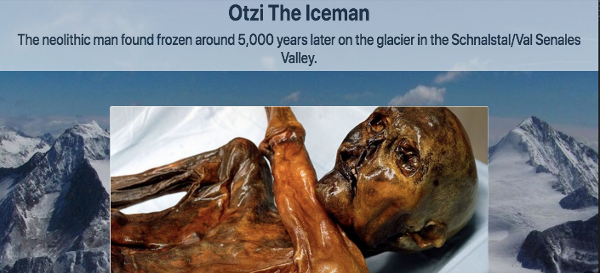 Otzi The Iceman
The neolithic man found frozen around 5,000 years later on the glacier in the Schnalstal/Val Senales
Valley.